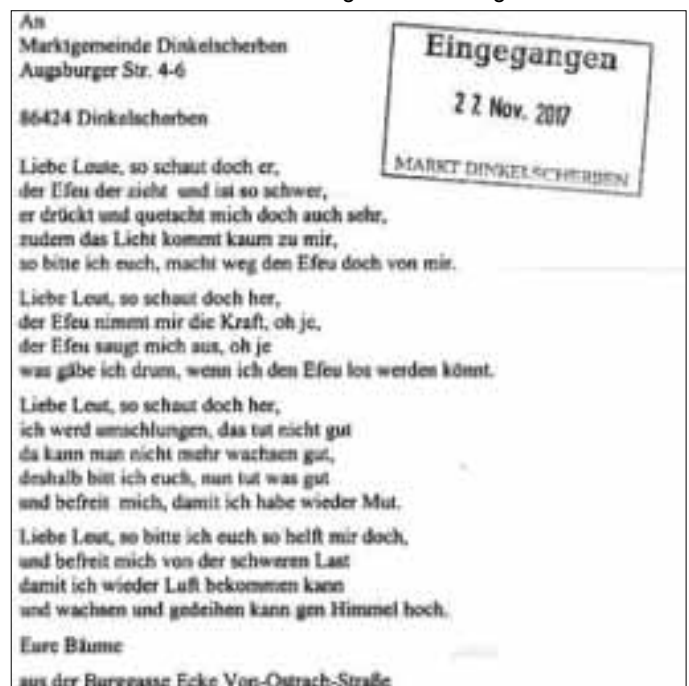 An
Marktgemeinde Dinkelscherben
Augsburger Str. 4-6
86424 Dinkelscherben
Eingegangen
22 Nov. 2017
MARKT DINKELSCHERBEN
Liebe Leute, so schaut doch er,
der Efeu der zieht und ist so schwer,
er drückt und quetscht mich doch auch sehr,
zudem das Licht kommt kaum zu mir,
so bitte ich euch, macht weg den Efeu doch von mir.
Liebe Leut, so schaut doch her,
der Efeu nimmt mir die Kraft, oh je,
der Efeu saugt mich aus, oh je
was gäbe ich drum, wenn ich den Efeu los werden könnt.
Liebe Leut, so schaut doch her,
ich werd umschlungen, das tut nicht gut
da kann man nicht mehr wachsen gut,
deshalb bitt ich euch, nun tut was gut
und befreit mich, damit ich habe wieder Mut.
Liebe Leut, so bitte ich euch so helft mir doch,
und befreit mich von der schweren Last
damit ich wieder Luft bekommen kann
und wachsen und gedeihen kann gen Himmel hoch.
Eure Bäume
aus der Burggasse Ecke Von-Ostrach-Straße